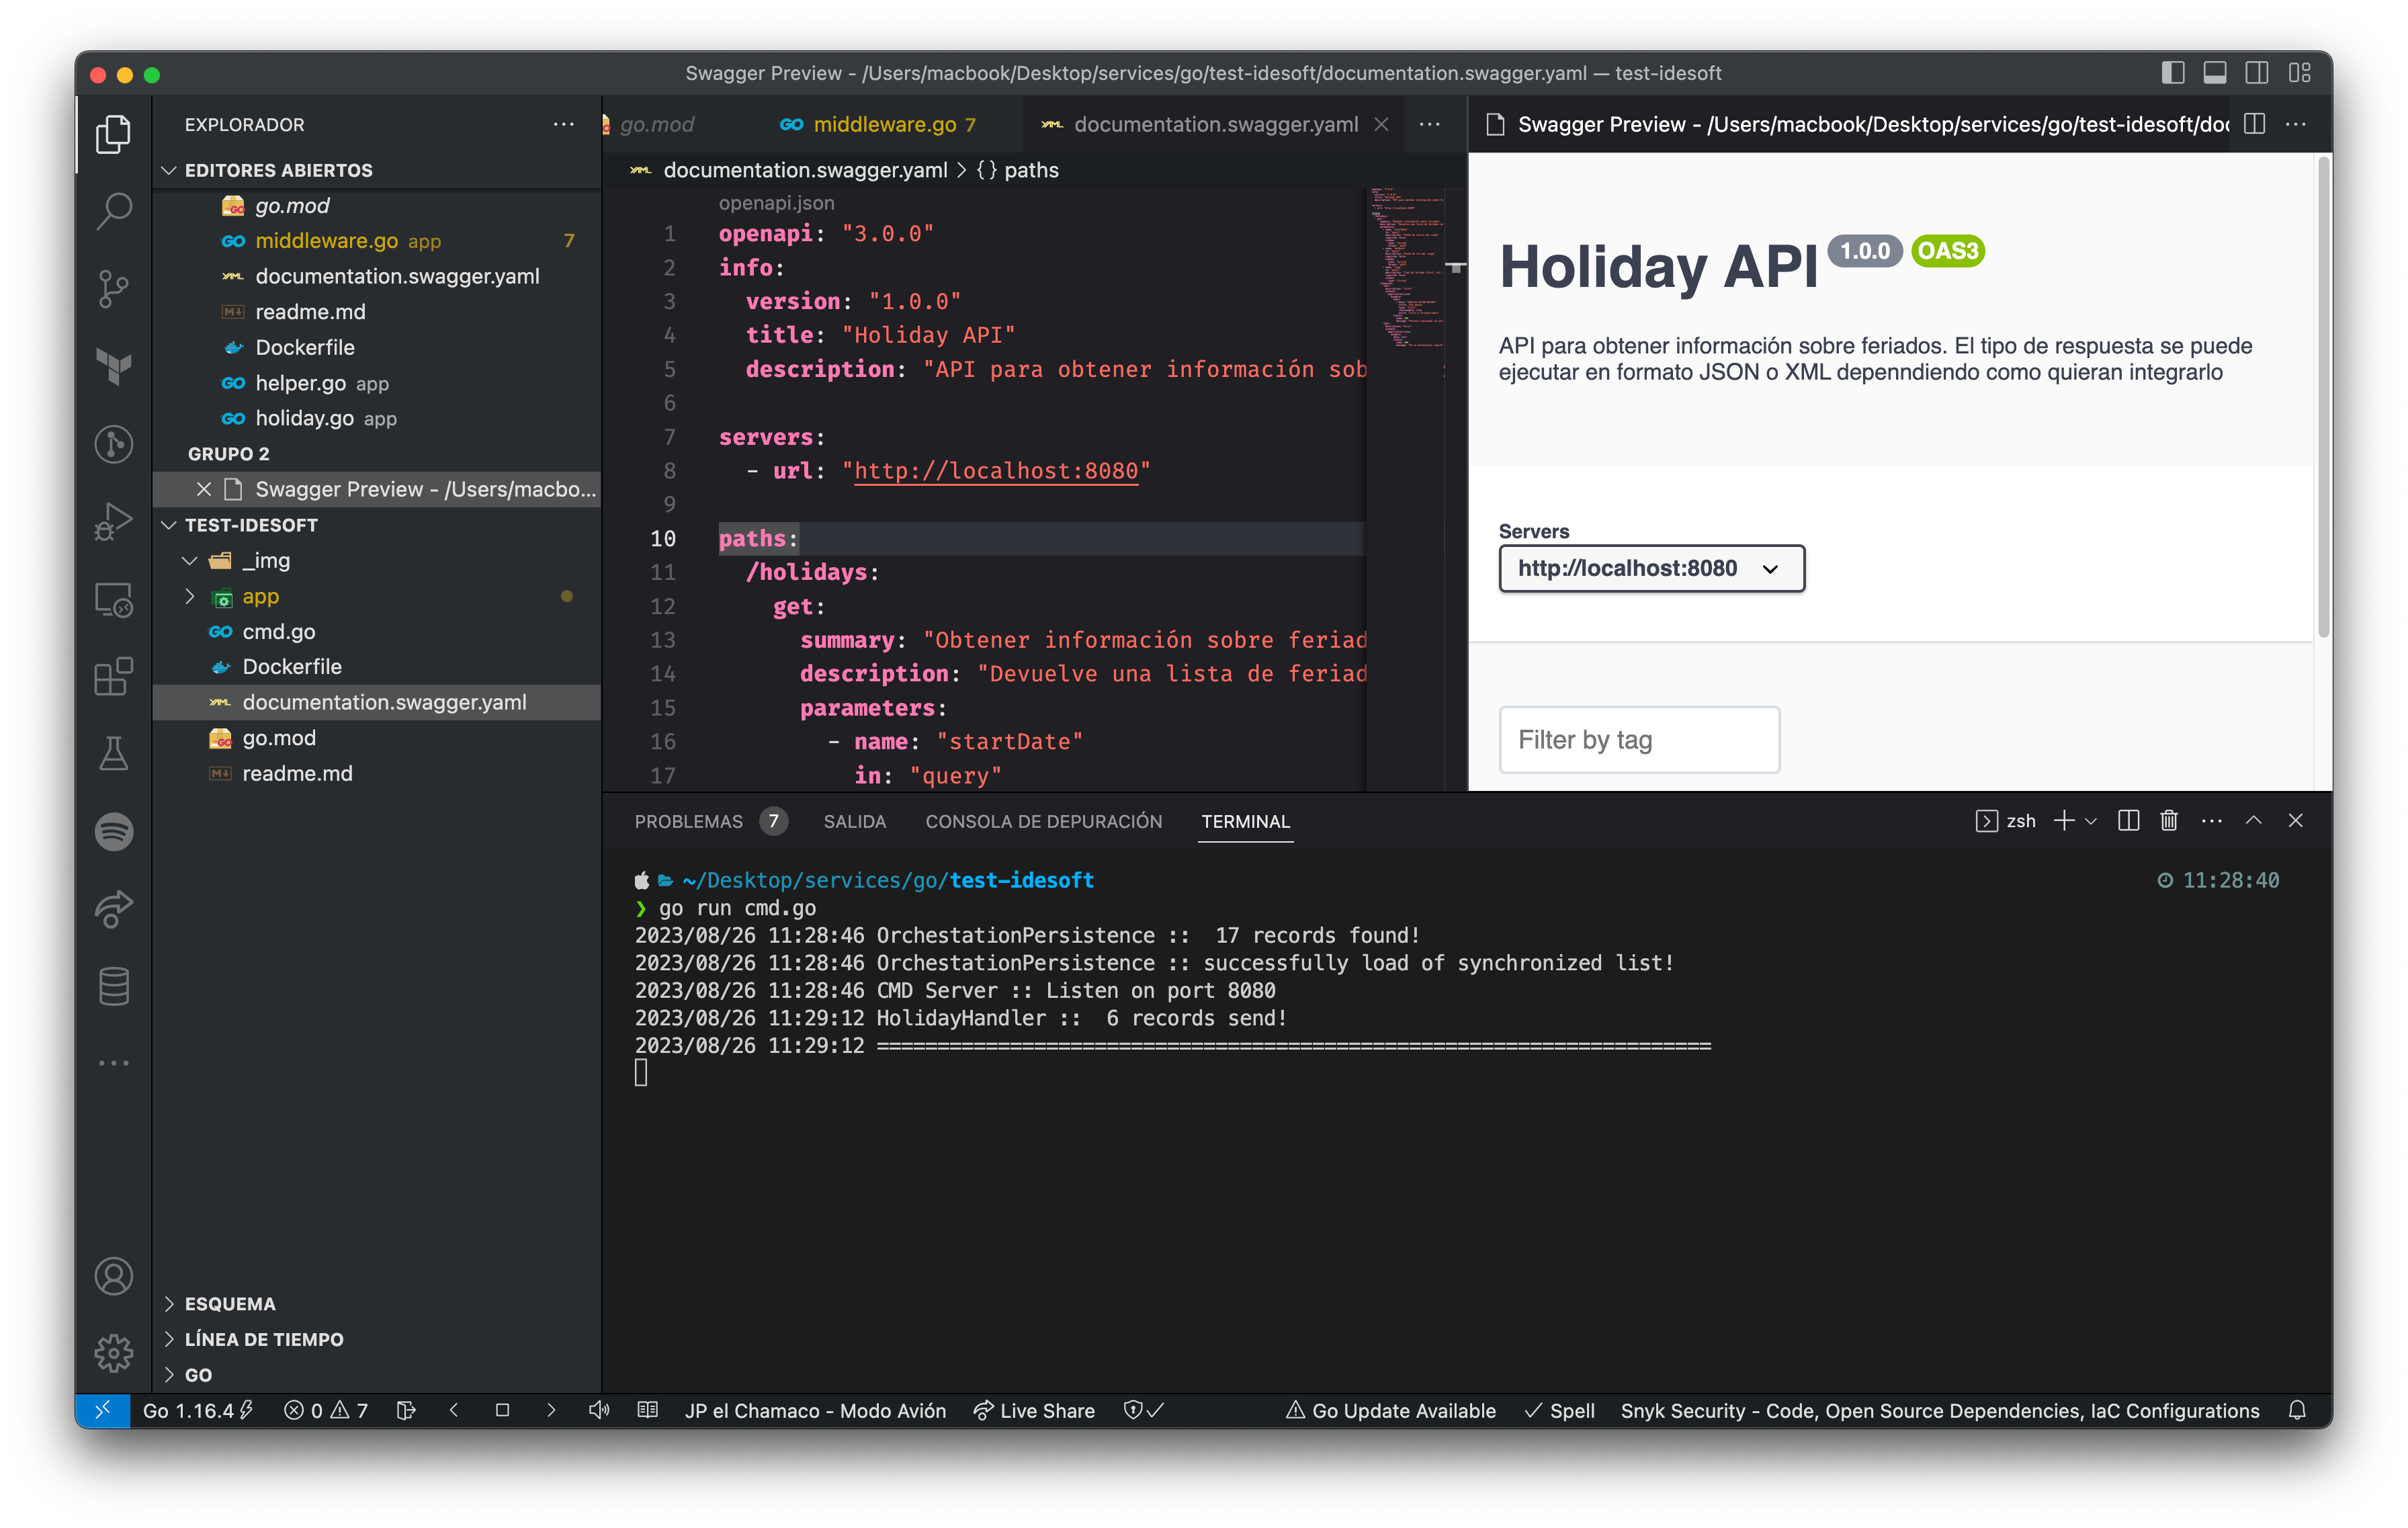 Swagger Preview - /Users/macbook/Desktop/services/go/test-idesoft/documentation.swagger.yaml — test-idesoft
EXPLORADOR
EDITORES ABIERTOS
go.mod
middleware.go app 7
documentation.swagger.yaml
readme.md
Dockerfile
helper.go app
holiday.go app
GRUPO 2
Swagger Preview - /Users/macbo...
TEST-IDESOFT
_img
app
cmd.go
Dockerfile
documentation.swagger.yaml
go.mod
readme.md
ESQUEMA
LÍNEA DE TIEMPO
GO
go.mod
middleware.go 7
documentation.swagger.yaml
documentation.swagger.yaml > {} paths
openapi.json
1 openapi: "3.0.0"
2 info:
3 version: "1.0.0"
4 title: "Holiday API"
5 description: "API para obtener información sob
6
7 servers:
8 - url: "http://localhost:8080"
9
10 paths:
11 /holidays:
12 get:
13 summary: "Obtener información sobre feriad
14 description: "Devuelve una lista de feriad
15 parameters:
16 - name: "startDate"
17 in: "query"
Swagger Preview - /Users/macbook/Desktop/services/go/test-idesoft/doc
Holiday API 1.0.0 OAS3
API para obtener información sobre feriados. El tipo de respuesta se puede
ejecutar en formato JSON o XML depenndiendo como quieran integrarlo
Servers
http://localhost:8080
Filter by tag
PROBLEMAS 7 SALIDA CONSOLA DE DEPURACIÓN TERMINAL
zsh
~/Desktop/services/go/test-idesoft 11:28:40
❯ go run cmd.go
2023/08/26 11:28:46 OrchestationPersistence ::  17 records found!
2023/08/26 11:28:46 OrchestationPersistence :: successfully load of synchronized list!
2023/08/26 11:28:46 CMD Server :: Listen on port 8080
2023/08/26 11:29:12 HolidayHandler ::  6 records send!
2023/08/26 11:29:12 =====================================================================
Go 1.16.4 0 7 JP el Chamaco - Modo Avión Live Share Go Update Available Spell Snyk Security - Code, Open Source Dependencies, IaC Configurations